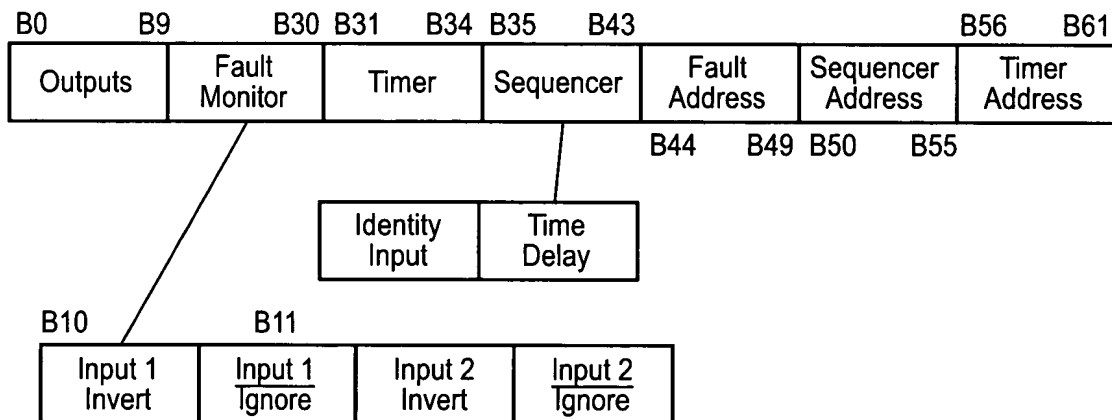 B0 B9 B30 B31 B34 B35 B43 B56 B61
Outputs
Fault
Monitor
Timer
Sequencer
Fault
Address
Sequencer
Address
Timer
Address
B44 B49 B50 B55
Identity
Input
Time
Delay
B10 B11
Input 1
Invert
Input 1
Ignore
Input 2
Invert
Input 2
Ignore